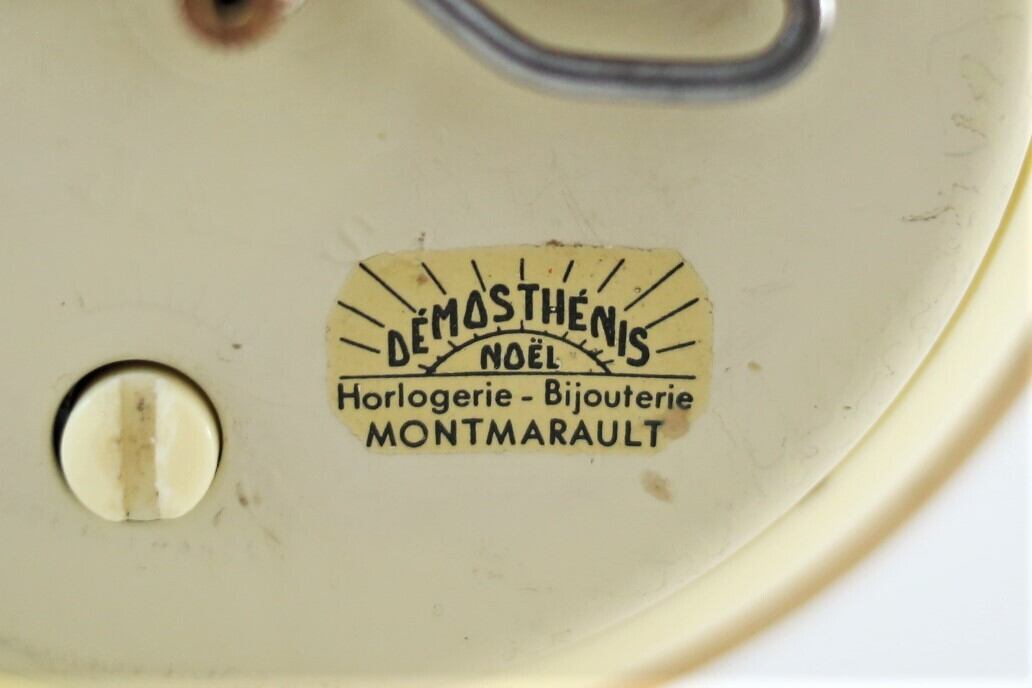 DÉMOSTHÉNIS
NOËL
Horlogerie - Bijouterie
MONTMARAULT